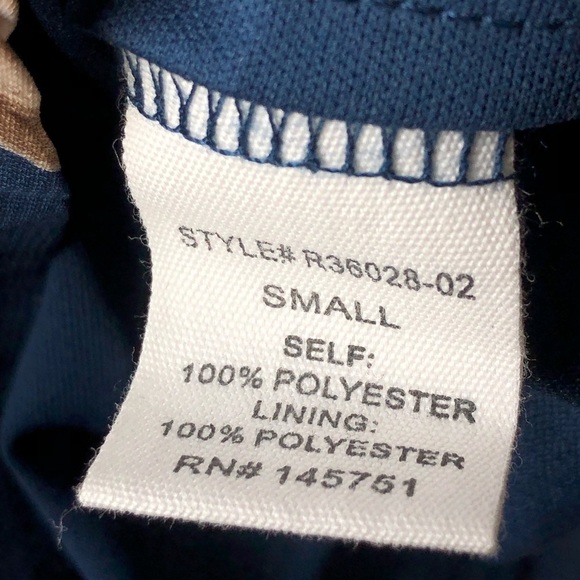 STYLE# R36028-02
SMALL
SELF:
100% POLYESTER
LINING:
100% POLYESTER
RN# 145751